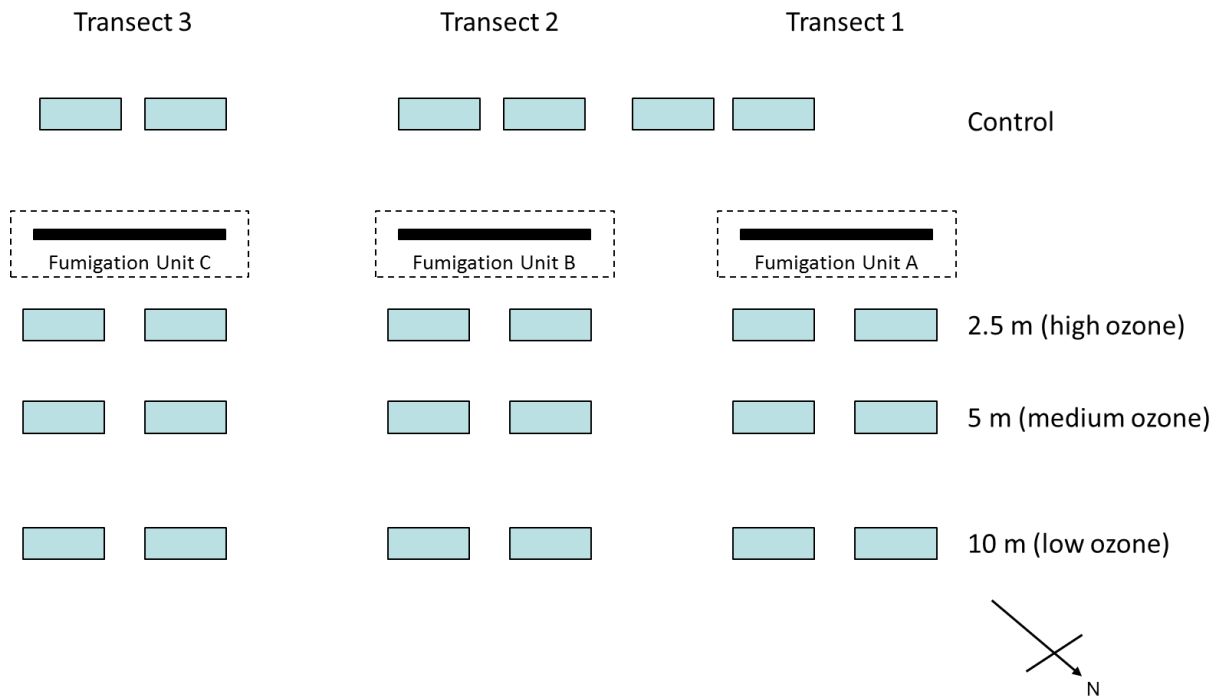 Transect 3
Transect 2
Transect 1
Control
Fumigation Unit C
Fumigation Unit B
Fumigation Unit A
2.5 m (high ozone)
5 m (medium ozone)
10 m (low ozone)
N